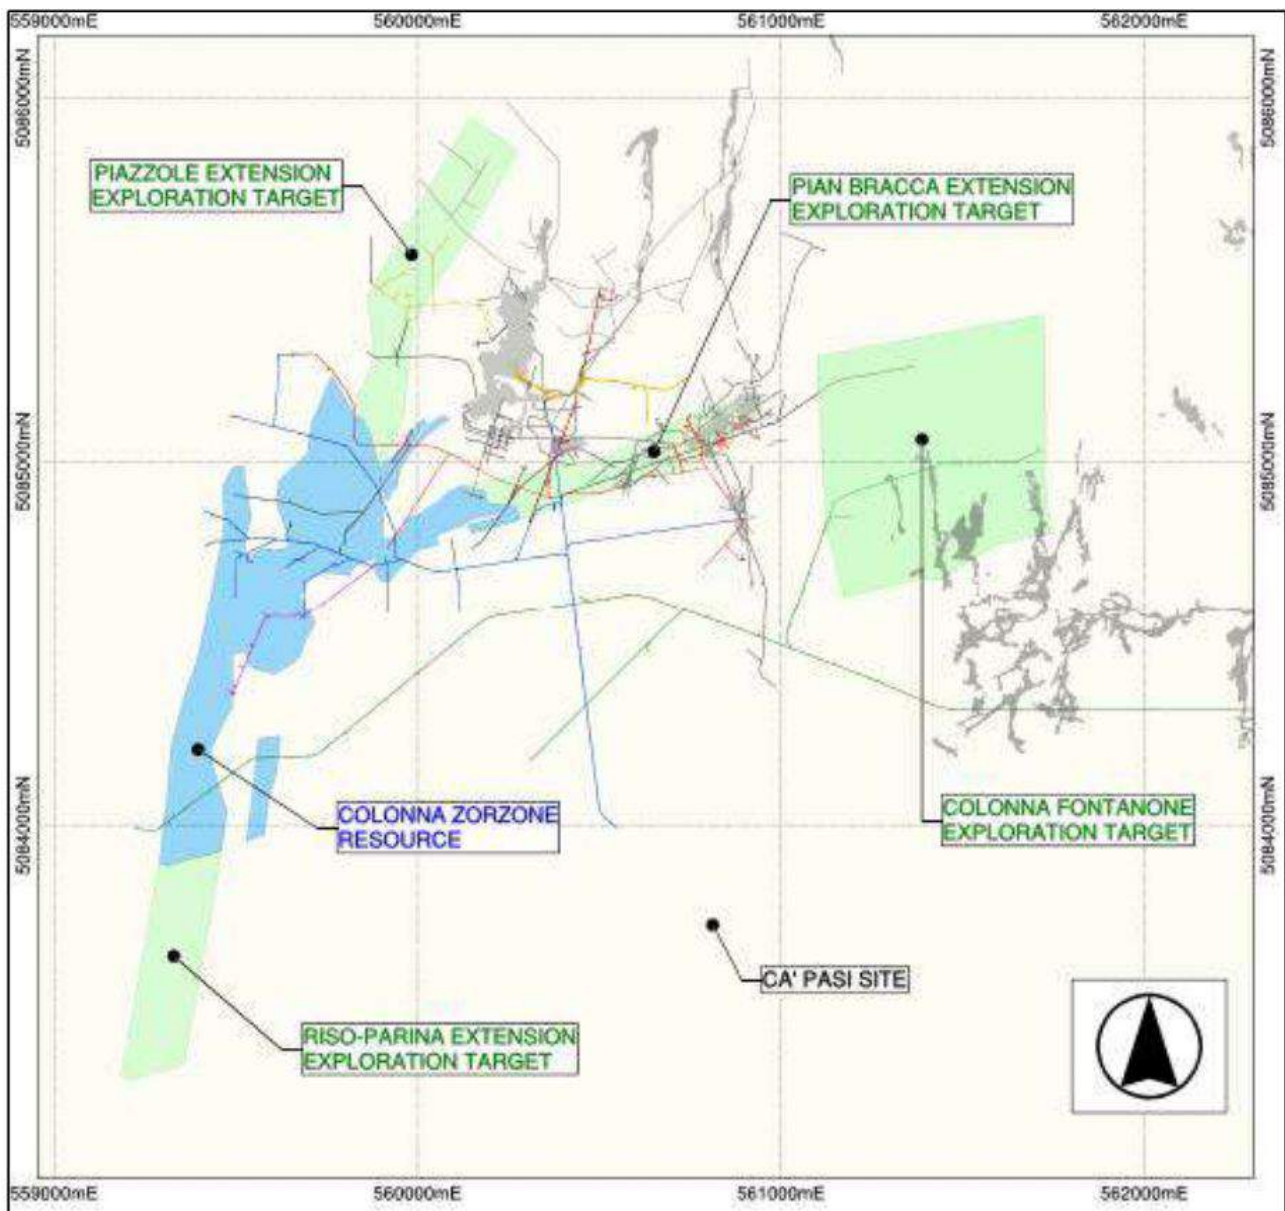 559000mE 560000mE 561000mE 562000mE
5086000mN 5086000mN
PIAZZOLE EXTENSION
EXPLORATION TARGET
PIAN BRACCA EXTENSION
EXPLORATION TARGET
5085000mN 5085000mN
COLONNA ZORZONE
RESOURCE
COLONNA FONTANONE
EXPLORATION TARGET
5084000mN 5084000mN
CA' PASI SITE
RISO-PARINA EXTENSION
EXPLORATION TARGET
559000mE 560000mE 561000mE 562000mE